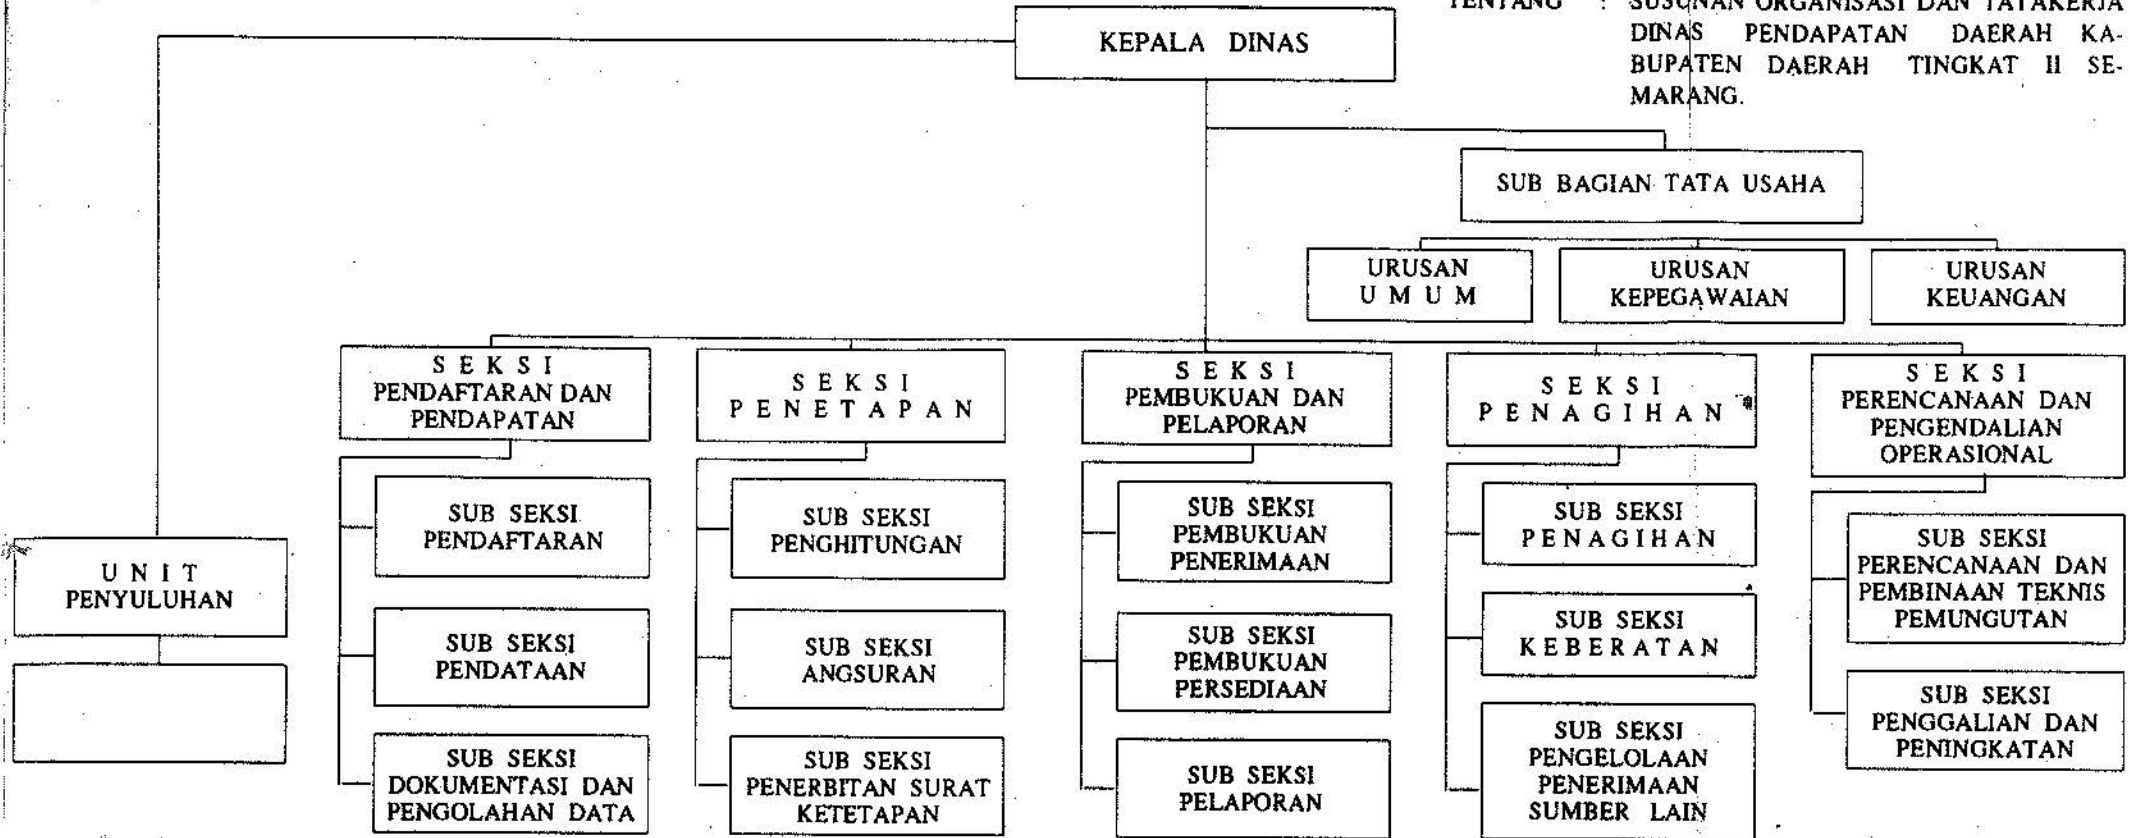 TENTANG : SUSUNAN ORGANISASI DAN TATAKERJA
DINAS PENDAPATAN DAERAH KA-
BUPATEN DAERAH TINGKAT II SE-
MARANG.
KEPALA DINAS
SUB BAGIAN TATA USAHA
URUSAN
U M U M
URUSAN
KEPEGAWAIAN
URUSAN
KEUANGAN
S E K S I
PENDAFTARAN DAN
PENDAPATAN
S E K S I
P E N E T A P A N
S E K S I
PEMBUKUAN DAN
PELAPORAN
S E K S I
P E N A G I H A N
S E K S I
PERENCANAAN DAN
PENGENDALIAN
OPERASIONAL
U N I T
PENYULUHAN
SUB SEKSI
PENDAFTARAN
SUB SEKSI
PENDATAAN
SUB SEKSI
DOKUMENTASI DAN
PENGOLAHAN DATA
SUB SEKSI
PENGHITUNGAN
SUB SEKSI
ANGSURAN
SUB SEKSI
PENERBITAN SURAT
KETETAPAN
SUB SEKSI
PEMBUKUAN
PENERIMAAN
SUB SEKSI
PEMBUKUAN
PERSEDIAAN
SUB SEKSI
PELAPORAN
SUB SEKSI
P E N A G I H A N
SUB SEKSI
K E B E R A T A N
SUB SEKSI
PENGELOLAAN
PENERIMAAN
SUMBER LAIN
SUB SEKSI
PERENCANAAN DAN
PEMBINAAN TEKNIS
PEMUNGUTAN
SUB SEKSI
PENGGALIAN DAN
PENINGKATAN